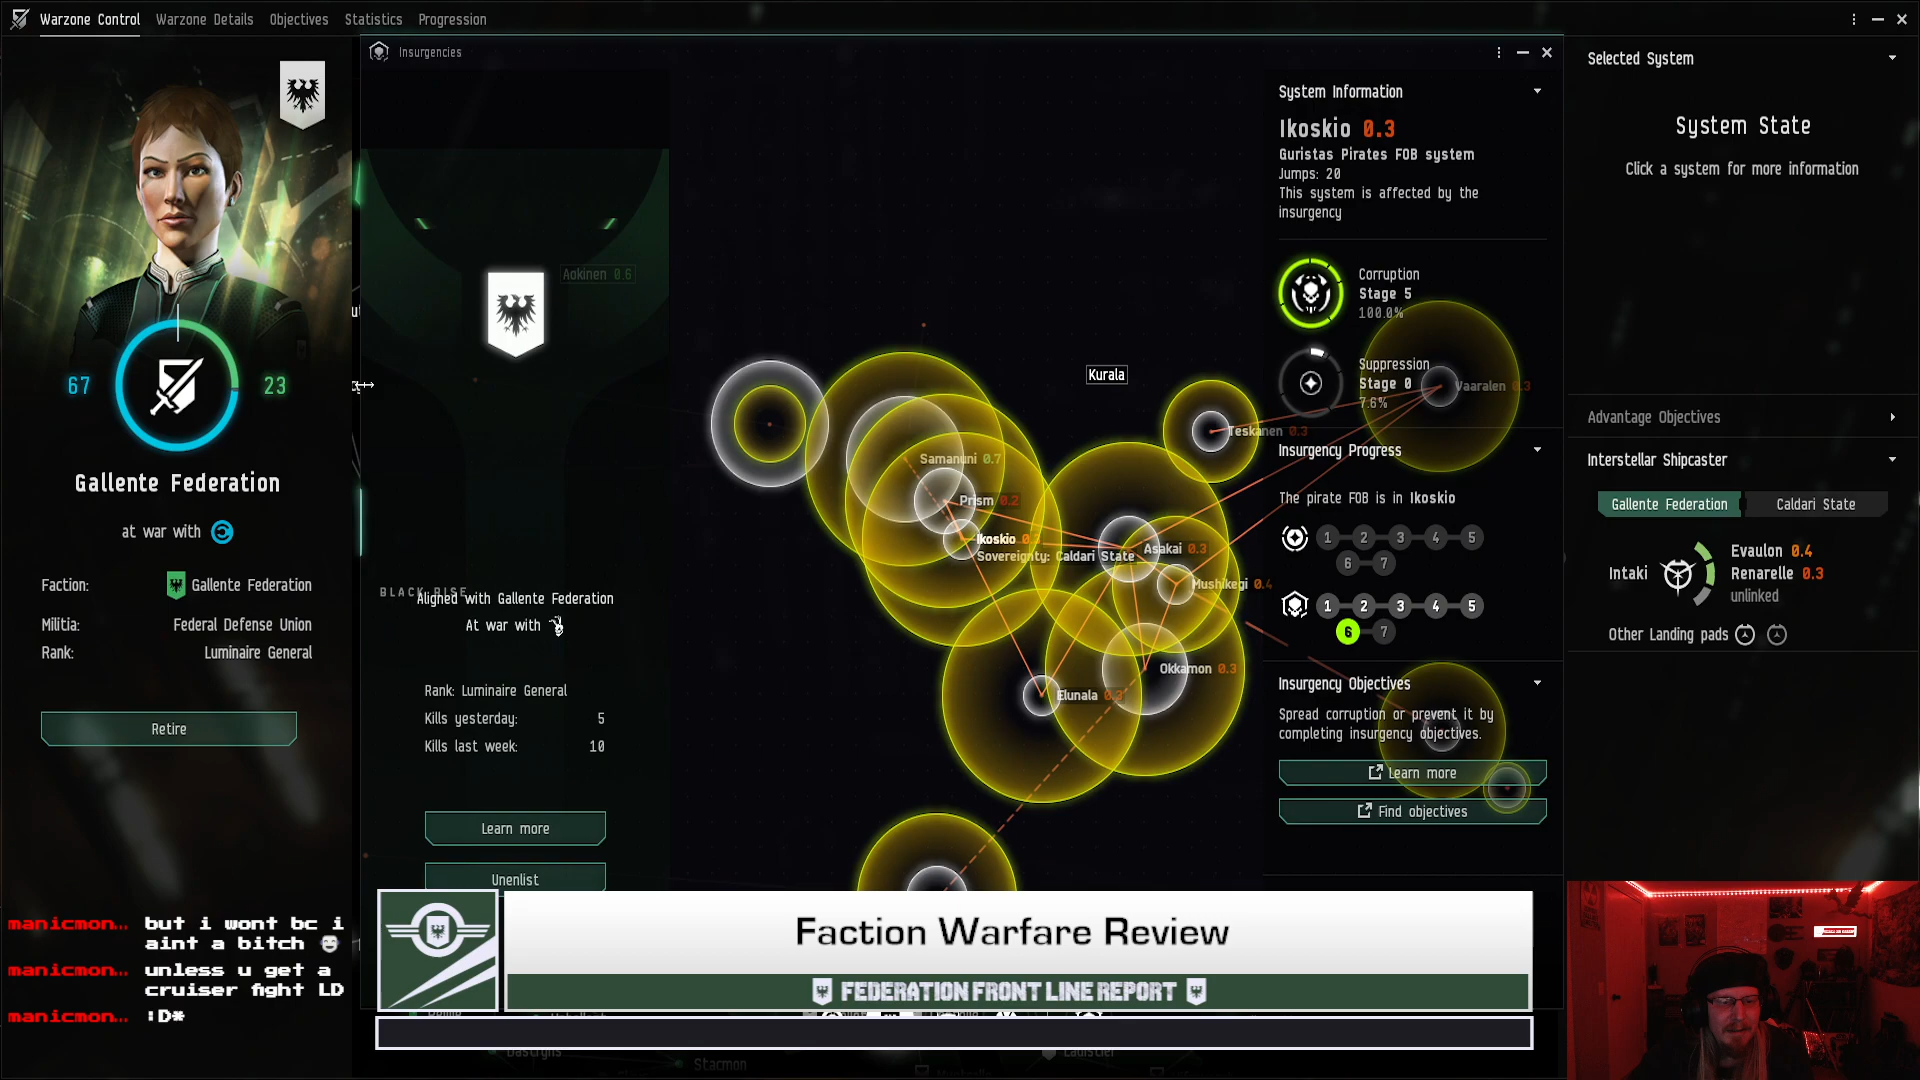 Warzone Control
Warzone Details
Objectives
Statistics
Progression
Insurgencies
67
23
Gallente Federation
at war with
Faction:
Gallente Federation
Militia:
Federal Defense Union
Rank:
Luminaire General
Retire
manicmon... but i wont bc i
aint a bitch
manicmon... unless u get a
cruiser fight LD
manicmon... :D*
Aokinen 0.6
BLACK RISE
Aligned with Gallente Federation
At war with
Rank: Luminaire General
Kills yesterday: 5
Kills last week: 10
Learn more
Unenlist
Kurala
Teskanen 0.3
Vaaralen 0.3
Samanuni 0.7
Prism 0.2
Ikoskio
Sovereignty: Caldari State
Asakai 0.3
Mushikegi 0.4
Okkamon 0.3
Elunala
System Information
Ikoskio 0.3
Guristas Pirates FOB system
Jumps: 20
This system is affected by the
insurgency
Corruption
Stage 5
100.0%
Suppression
Stage 0
7.6%
Insurgency Progress
The pirate FOB is in Ikoskio
1 2 3 4 5
6 7
1 2 3 4 5
6 7
Insurgency Objectives
Spread corruption or prevent it by
completing insurgency objectives.
Learn more
Find objectives
Selected System
System State
Click a system for more information
Advantage Objectives
Interstellar Shipcaster
Gallente Federation
Caldari State
Intaki
Evaulon 0.4
Renarelle 0.3
unlinked
Other Landing pads
Faction Warfare Review
FEDERATION FRONT LINE REPORT
Stacmon